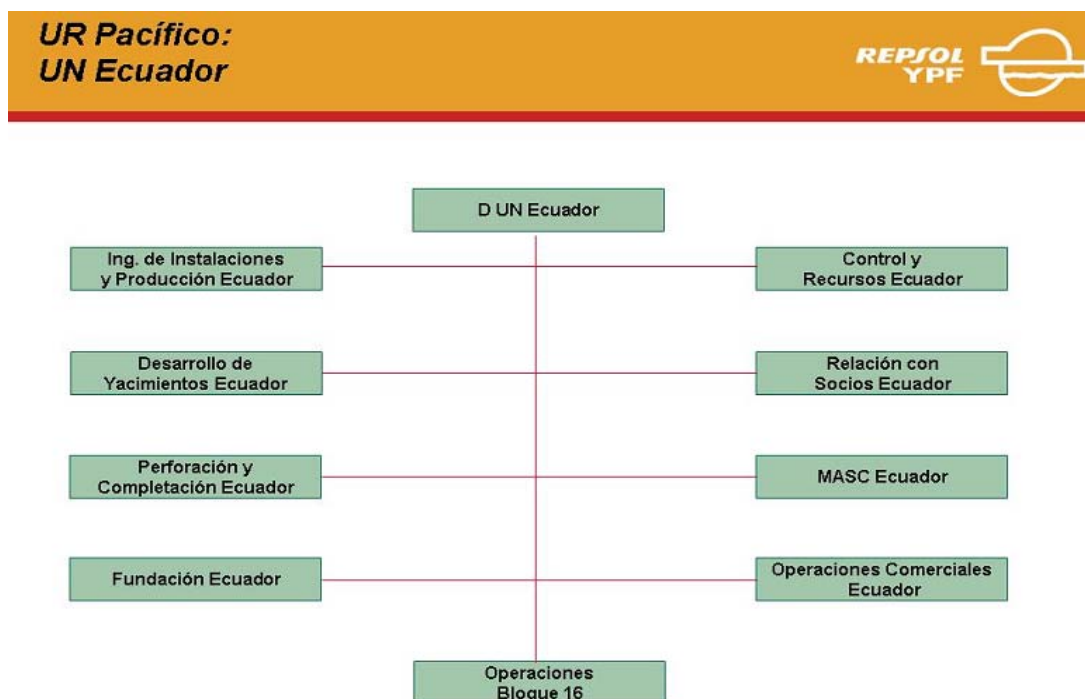 UR Pacífico:
UN Ecuador
REPSOL
YPF
D UN Ecuador
Ing. de Instalaciones
y Producción Ecuador
Control y
Recursos Ecuador
Desarrollo de
Yacimientos Ecuador
Relación con
Socios Ecuador
Perforación y
Completación Ecuador
MASC Ecuador
Fundación Ecuador
Operaciones Comerciales
Ecuador
Operaciones
Bloque 16